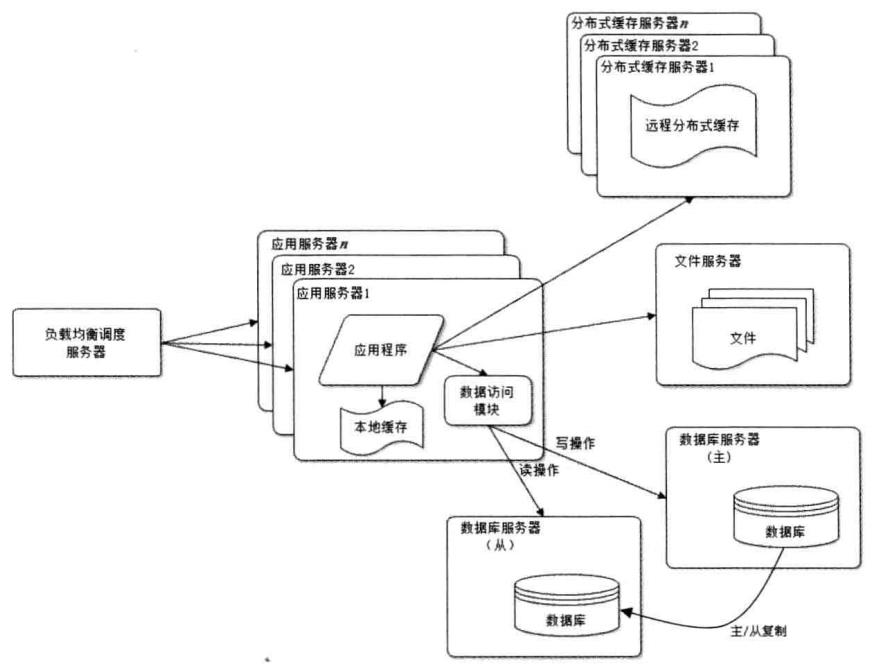 分布式缓存服务器n
分布式缓存服务器2
分布式缓存服务器1
远程分布式缓存
应用服务器n
应用服务器2
应用服务器1
文件服务器
文件
负载均衡调度
服务器
应用程序
数据访问
模块
本地缓存
写操作
读操作
数据库服务器
（主）
数据库
数据库服务器
（从）
数据库
主/从复制